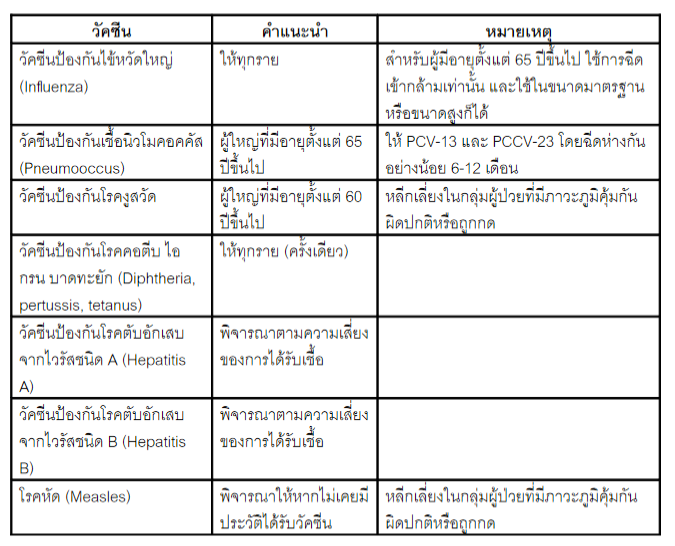 วัคซีน
คำแนะนำ
หมายเหตุ
วัคซีนป้องกันไข้หวัดใหญ่
(Influenza)
ให้ทุกราย
สำหรับผู้มีอายุตั้งแต่ 65 ปีขึ้นไป ใช้การฉีด
เข้ากล้ามเท่านั้น และใช้ในขนาดมาตรฐาน
หรือขนาดสูงก็ได้
วัคซีนป้องกันเชื้อนิวโมคอคคัส
(Pneumooccus)
ผู้ใหญ่ที่มีอายุตั้งแต่ 65
ปีขึ้นไป
ให้ PCV-13 และ PCCV-23 โดยฉีดห่างกัน
อย่างน้อย 6-12 เดือน
วัคซีนป้องกันโรคงูสวัด
ผู้ใหญ่ที่มีอายุตั้งแต่ 60
ปีขึ้นไป
หลีกเลี่ยงในกลุ่มผู้ป่วยที่มีภาวะภูมิคุ้มกัน
ผิดปกติหรือถูกกด
วัคซีนป้องกันโรคคอตีบ ไอ
กรน บาดทะยัก (Diphtheria,
pertussis, tetanus)
ให้ทุกราย (ครั้งเดียว)
วัคซีนป้องกันโรคตับอักเสบ
จากไวรัสชนิด A (Hepatitis
A)
พิจารณาตามความเสี่ยง
ของการได้รับเชื้อ
วัคซีนป้องกันโรคตับอักเสบ
จากไวรัสชนิด B (Hepatitis
B)
พิจารณาตามความเสี่ยง
ของการได้รับเชื้อ
โรคหัด (Measles)
พิจารณาให้หากไม่เคยมี
ประวัติได้รับวัคซีน
หลีกเลี่ยงในกลุ่มผู้ป่วยที่มีภาวะภูมิคุ้มกัน
ผิดปกติหรือถูกกด